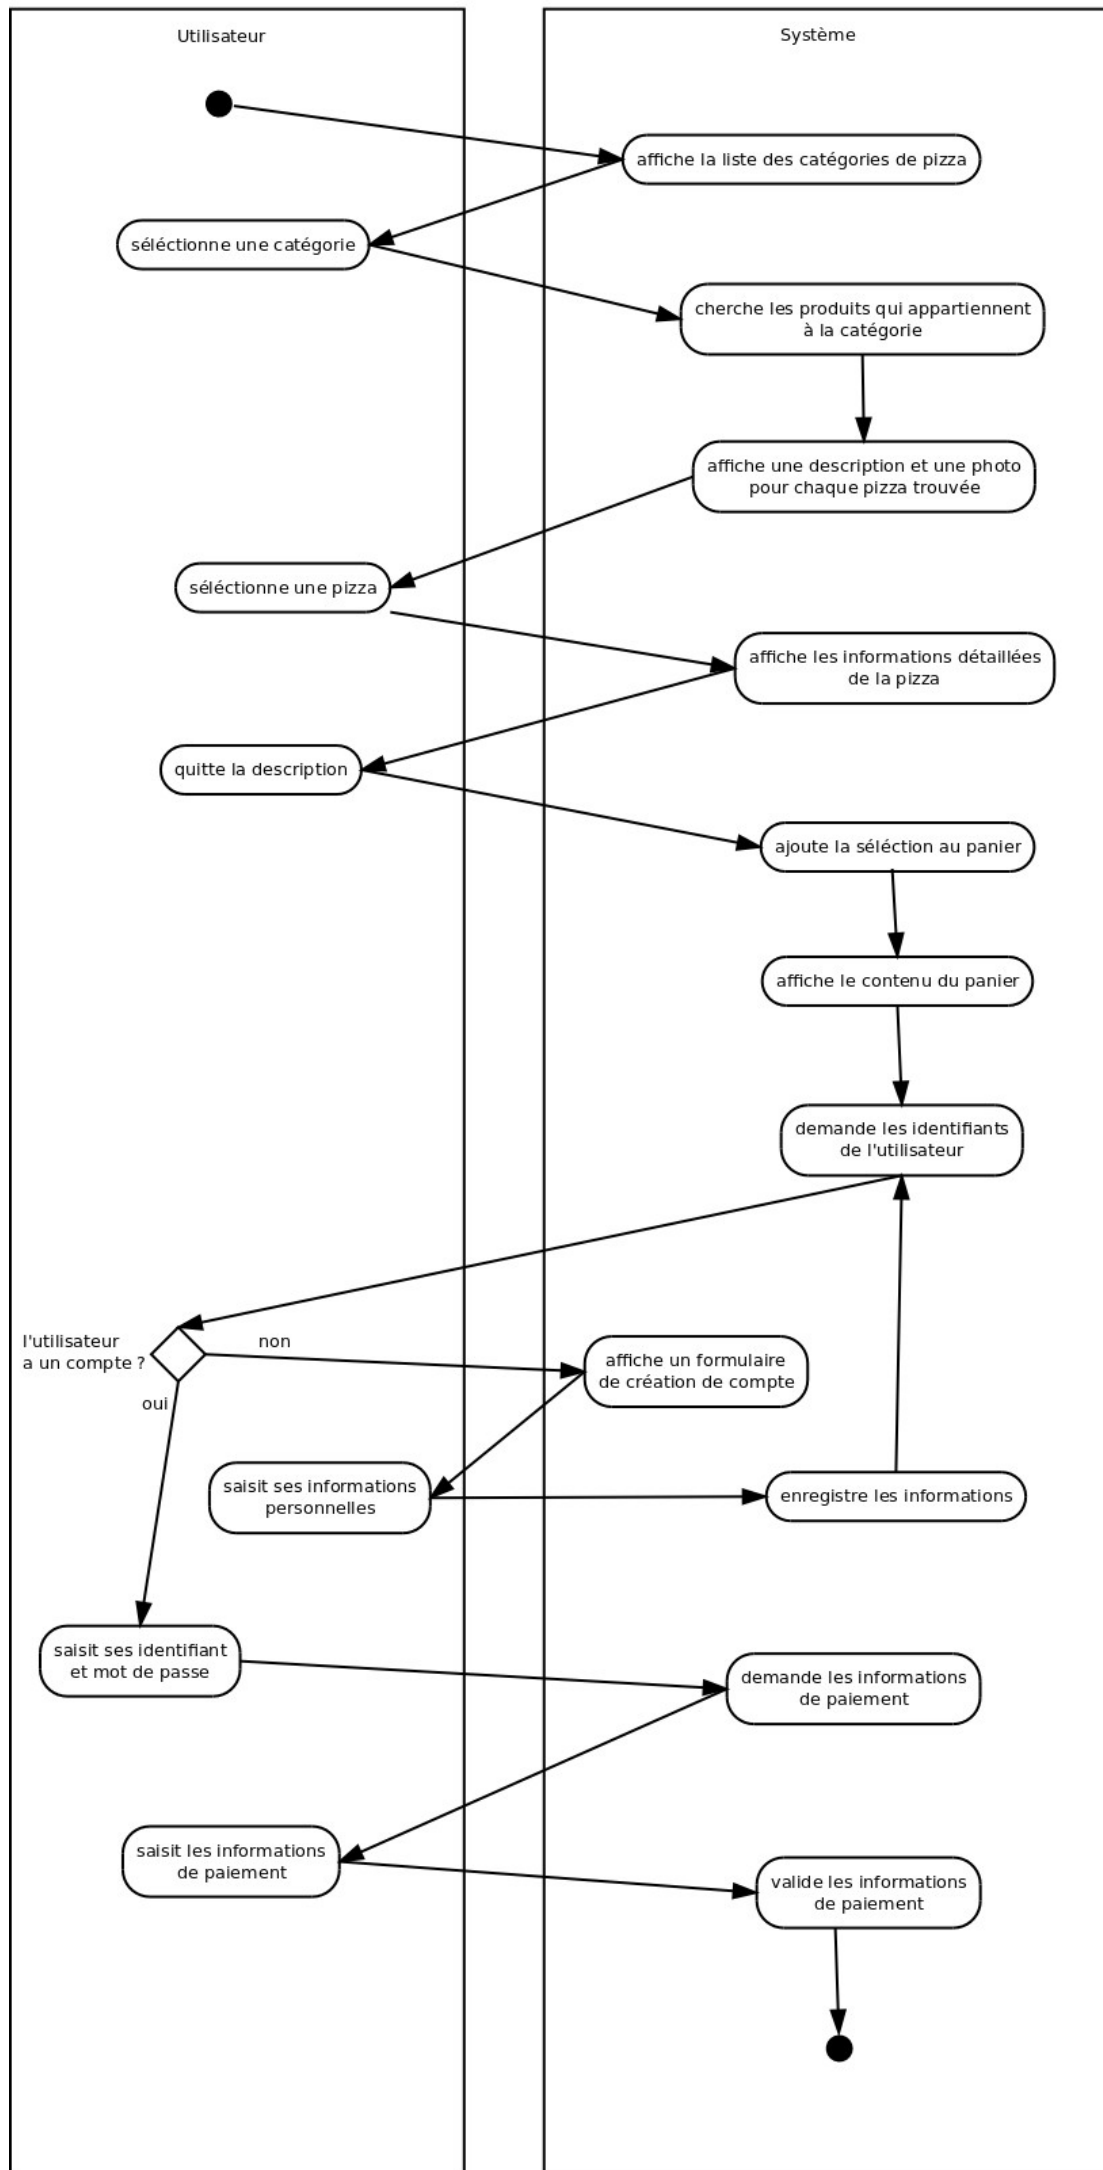 Utilisateur
Système
affiche la liste des catégories de pizza
séléctionne une catégorie
cherche les produits qui appartiennent
à la catégorie
affiche une description et une photo
pour chaque pizza trouvée
séléctionne une pizza
affiche les informations détaillées
de la pizza
quitte la description
ajoute la séléction au panier
affiche le contenu du panier
demande les identifiants
de l'utilisateur
l'utilisateur
a un compte ?
non
oui
affiche un formulaire
de création de compte
saisit ses informations
personnelles
enregistre les informations
saisit ses identifiant
et mot de passe
demande les informations
de paiement
saisit les informations
de paiement
valide les informations
de paiement